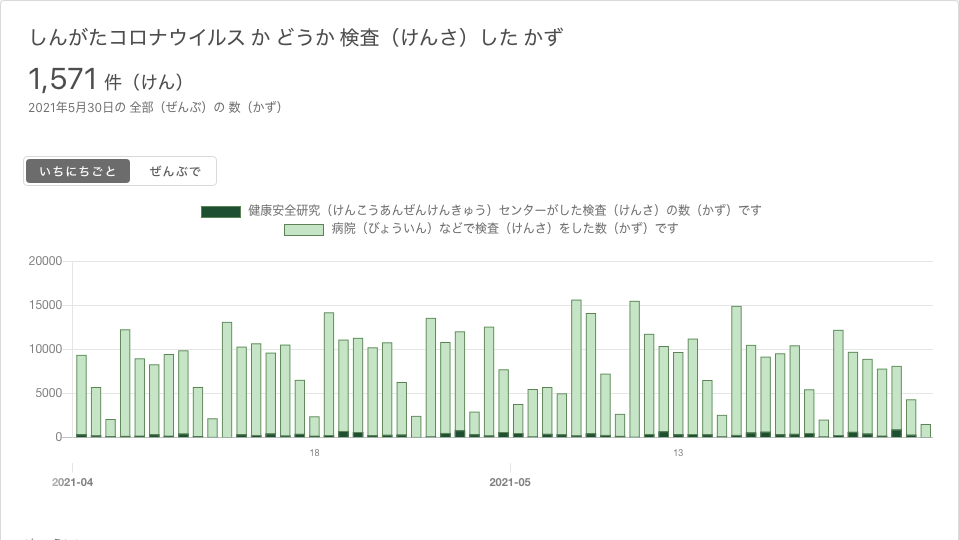 しんがたコロナウイルス か どうか 検査（けんさ）した かず
1,571 件（けん）
2021年5月30日の 全部（ぜんぶ）の 数（かず）
いちにちごと ぜんぶで
健康安全研究（けんこうあんぜんけんきゅう）センターがした検査（けんさ）の数（かず）です
病院（びょういん）などで検査（けんさ）をした数（かず）です
20000
15000
10000
5000
0
18 13
2021-04 2021-05